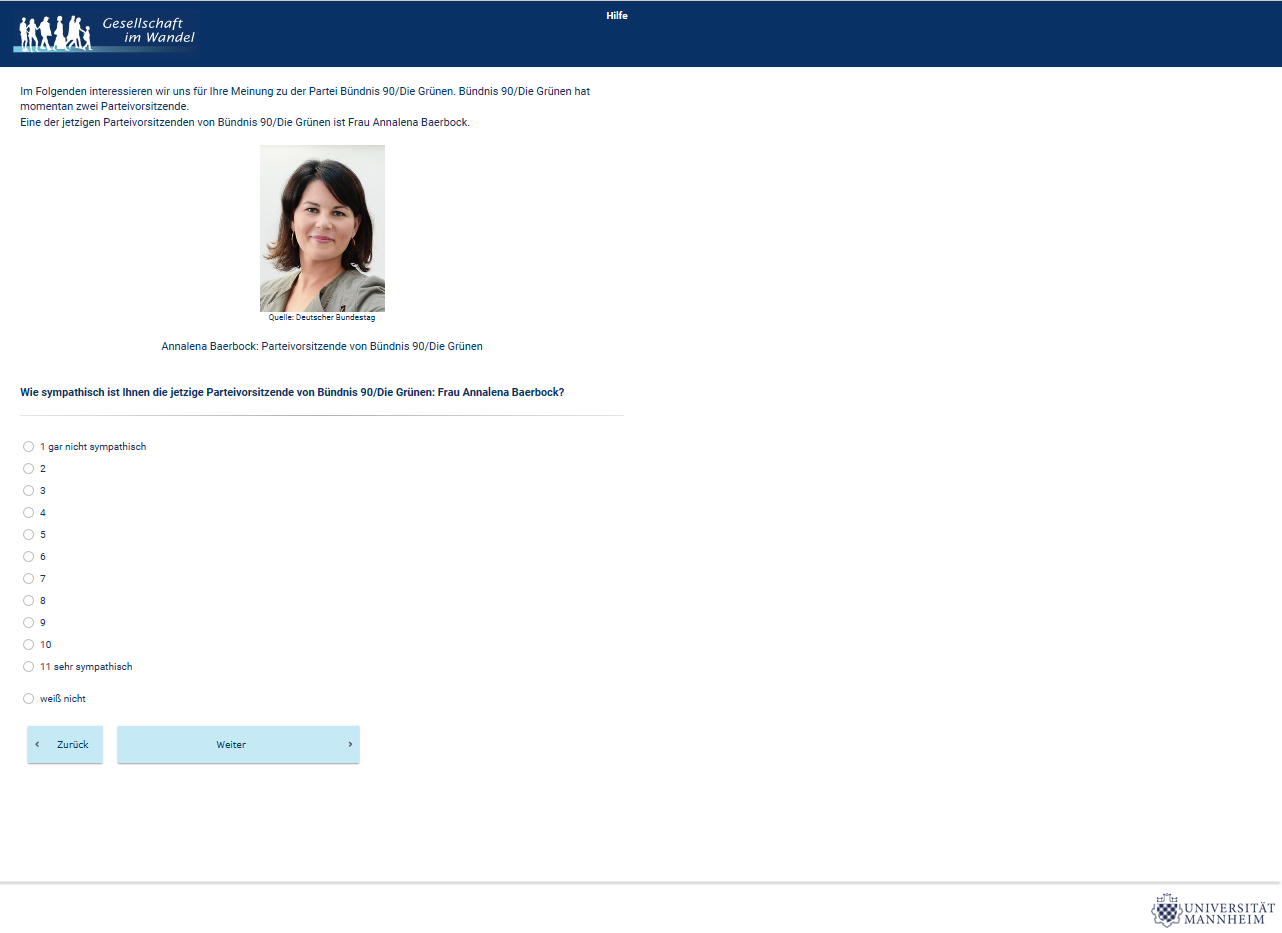 Gesellschaft
im Wandel
Hilfe
Im Folgenden interessieren wir uns für Ihre Meinung zu der Partei Bündnis 90/Die Grünen. Bündnis 90/Die Grünen hat
momentan zwei Parteivorsitzende.
Eine der jetzigen Parteivorsitzenden von Bündnis 90/Die Grünen ist Frau Annalena Baerbock.
Quelle: Deutscher Bundestag
Annalena Baerbock: Parteivorsitzende von Bündnis 90/Die Grünen
Wie sympathisch ist Ihnen die jetzige Parteivorsitzende von Bündnis 90/Die Grünen: Frau Annalena Baerbock?
1 gar nicht sympathisch
2
3
4
5
6
7
8
9
10
11 sehr sympathisch
weiß nicht
‹ Zurück
Weiter ›
UNIVERSITÄT
MANNHEIM